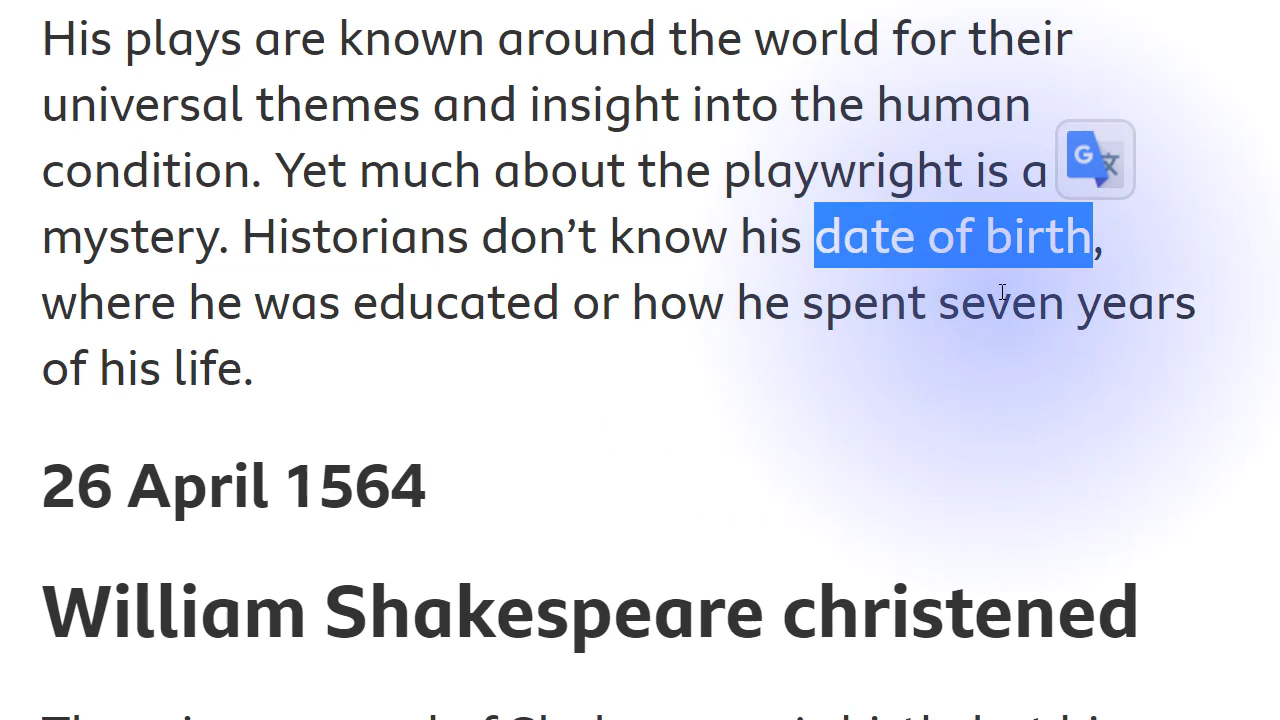 His plays are known around the world for their
universal themes and insight into the human
condition. Yet much about the playwright is a
mystery. Historians don’t know his date of birth,
where he was educated or how he spent seven years
of his life.
26 April 1564
William Shakespeare christened